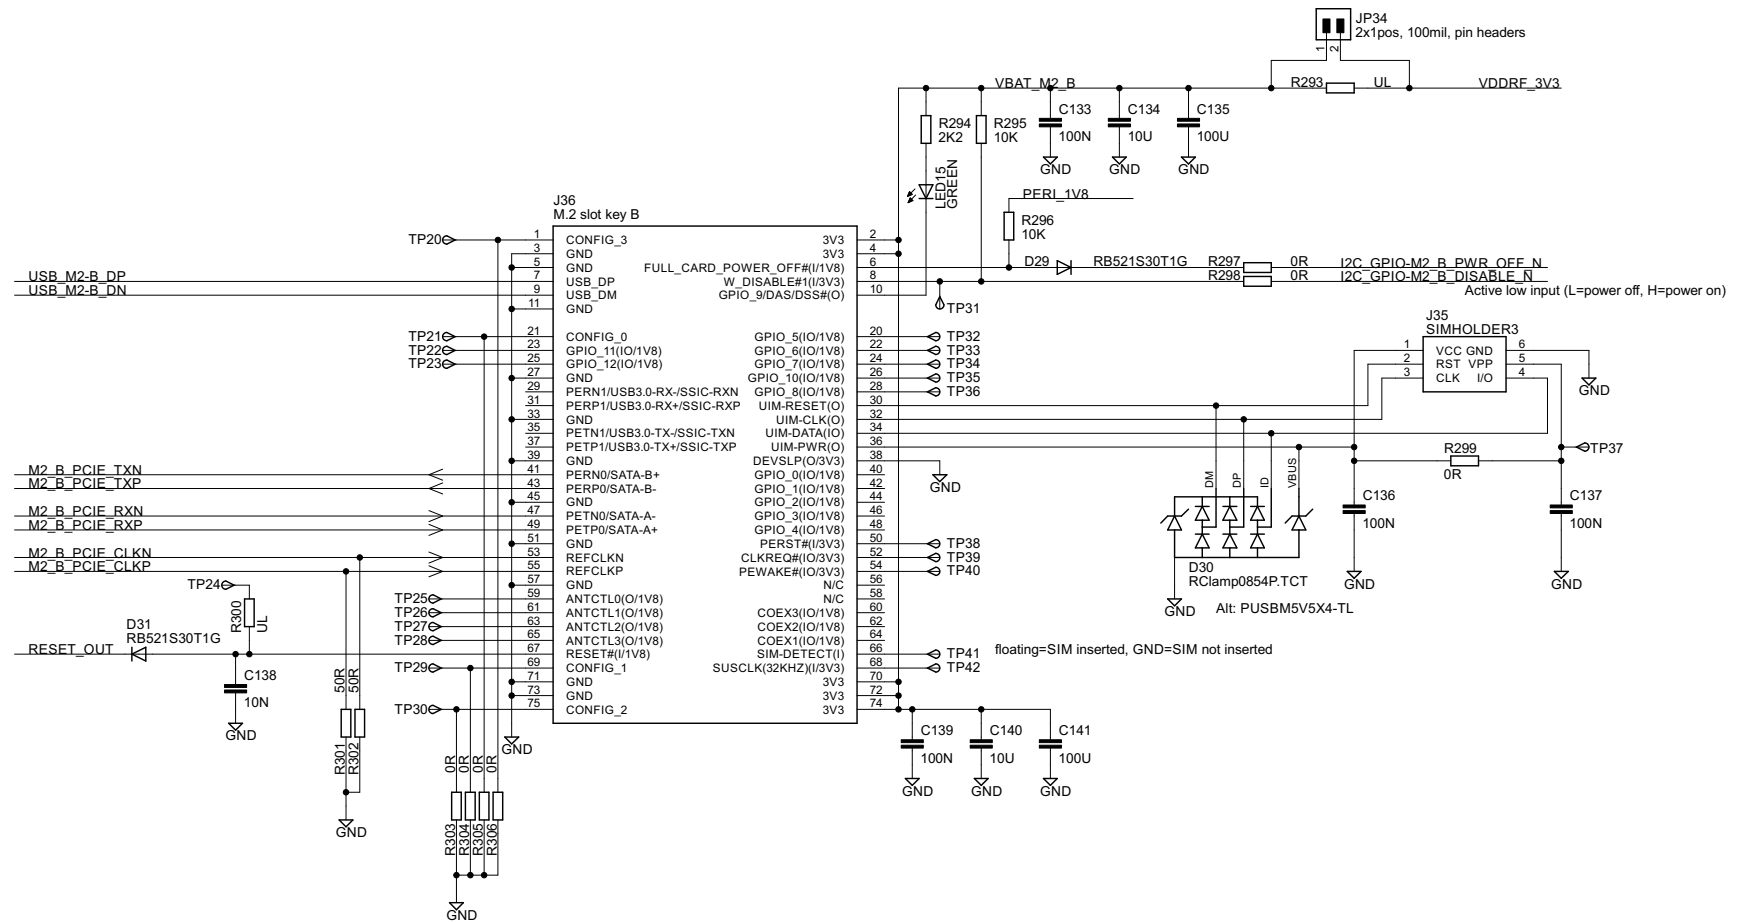 JP34
2x1pos, 100mil, pin headers
1
2
VBAT_M2_B
R293
UL
VDDRF_3V3
R294
2K2
R295
10K
C133
100N
C134
10U
C135
100U
GND
GND
GND
LED15
GREEN
PERI_1V8
R296
10K
J36
M.2 slot key B
TP20
1
CONFIG_3
3V3
2
3
GND
3V3
4
5
GND
FULL_CARD_POWER_OFF#(I/1V8)
6
D29
RB521S30T1G
R297
0R
I2C_GPIO-M2_B_PWR_OFF_N
USB_M2-B_DP
7
USB_DP
W_DISABLE#1(I/3V3)
8
R298
0R
I2C_GPIO-M2_B_DISABLE_N
USB_M2-B_DN
9
USB_DM
GPIO_9/DAS/DSS#(O)
10
Active low input (L=power off, H=power on)
11
GND
TP31
TP21
21
CONFIG_0
GPIO_5(IO/1V8)
20
TP32
TP22
23
GPIO_11(IO/1V8)
GPIO_6(IO/1V8)
22
TP33
TP23
25
GPIO_12(IO/1V8)
GPIO_7(IO/1V8)
24
TP34
27
GND
GPIO_10(IO/1V8)
26
TP35
29
PERN1/USB3.0-RX-/SSIC-RXN
GPIO_8(IO/1V8)
28
TP36
31
PERP1/USB3.0-RX+/SSIC-RXP
UIM-RESET(O)
30
33
GND
UIM-CLK(O)
32
35
PETN1/USB3.0-TX-/SSIC-TXN
UIM-DATA(IO)
34
37
PETP1/USB3.0-TX+/SSIC-TXP
UIM-PWR(O)
36
39
GND
DEVSLP(O/3V3)
38
M2_B_PCIE_TXN
41
PERN0/SATA-B+
GPIO_0(IO/1V8)
40
M2_B_PCIE_TXP
43
PERP0/SATA-B-
GPIO_1(IO/1V8)
42
GND
45
GND
GPIO_2(IO/1V8)
44
M2_B_PCIE_RXN
47
PETN0/SATA-A-
GPIO_3(IO/1V8)
46
M2_B_PCIE_RXP
49
PETP0/SATA-A+
GPIO_4(IO/1V8)
48
51
GND
PERST#(I/3V3)
50
TP38
M2_B_PCIE_CLKN
53
REFCLKN
CLKREQ#(IO/3V3)
52
TP39
M2_B_PCIE_CLKP
55
REFCLKP
PEWAKE#(IO/3V3)
54
TP40
57
GND
N/C
56
TP25
59
ANTCTL0(O/1V8)
N/C
58
TP26
61
ANTCTL1(O/1V8)
COEX3(IO/1V8)
60
TP27
63
ANTCTL2(O/1V8)
COEX2(IO/1V8)
62
TP28
65
ANTCTL3(O/1V8)
COEX1(IO/1V8)
64
67
RESET#(I/1V8)
SIM-DETECT(I)
66
TP41
floating=SIM inserted, GND=SIM not inserted
TP29
69
CONFIG_1
SUSCLK(32KHZ)(I/3V3)
68
TP42
71
GND
3V3
70
73
GND
3V3
72
TP30
75
CONFIG_2
3V3
74
J35
SIMHOLDER3
1
VCC
GND
6
2
RST
VPP
5
3
CLK
I/O
4
GND
TP37
R299
0R
DM
DP
ID
VBUS
C136
100N
C137
100N
D30
RClamp0854P.TCT
Alt: PUSBM5V5X4-TL
GND
GND
GND
TP24
R300
UL
D31
RB521S30T1G
RESET_OUT
C138
10N
GND
50R
50R
R301
R302
GND
GND
0R
0R
0R
0R
R303
R304
R305
R306
GND
C139
100N
C140
10U
C141
100U
GND
GND
GND